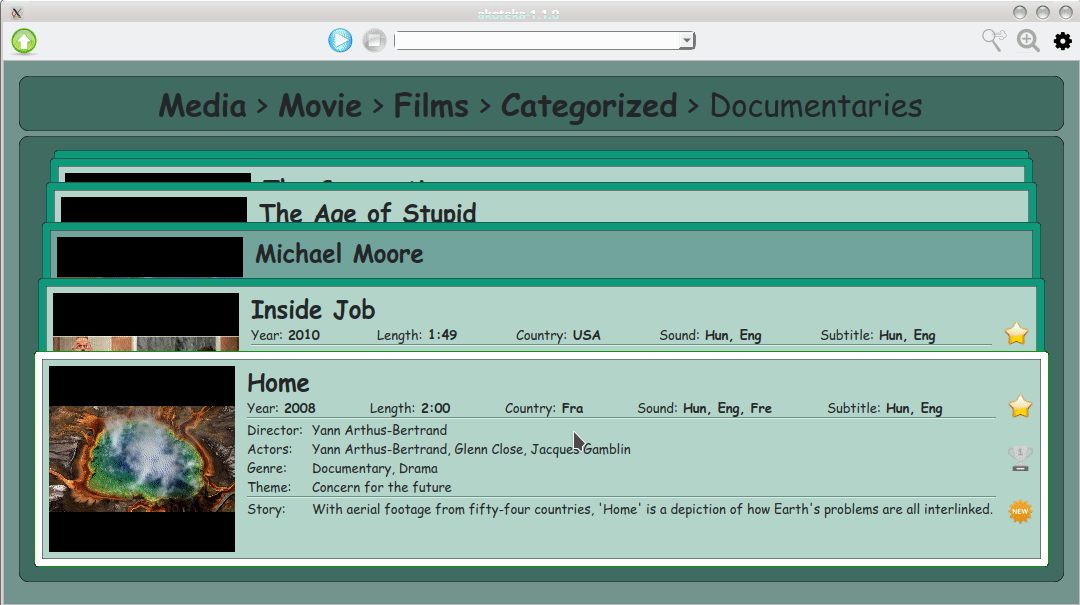 akoteka-1.1.0
Media > Movie > Films > Categorized > Documentaries
The Age of Stupid
Michael Moore
Inside Job
Year: 2010 Length: 1:49 Country: USA Sound: Hun, Eng Subtitle: Hun, Eng
Home
Year: 2008 Length: 2:00 Country: Fra Sound: Hun, Eng, Fre Subtitle: Hun, Eng
Director: Yann Arthus-Bertrand
Actors: Yann Arthus-Bertrand, Glenn Close, Jacques Gamblin
1
Genre: Documentary, Drama
Theme: Concern for the future
Story: With aerial footage from fifty-four countries, 'Home' is a depiction of how Earth's problems are all interlinked.
NEW